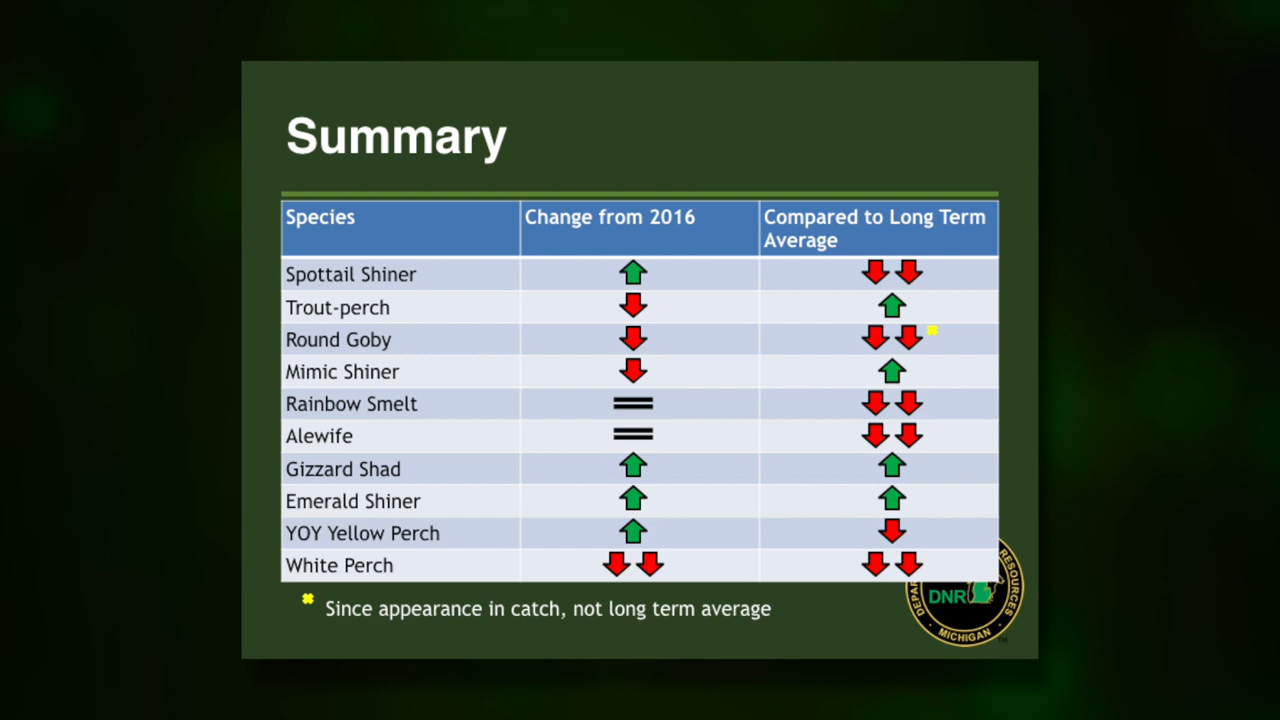 Summary
Species
Change from 2016
Compared to Long Term
Average
Spottail Shiner
Trout-perch
Round Goby
Mimic Shiner
Rainbow Smelt
Alewife
Gizzard Shad
Emerald Shiner
YOY Yellow Perch
White Perch
Since appearance in catch, not long term average
DEPAR
RESOURCES
DNR
MICHIGAN